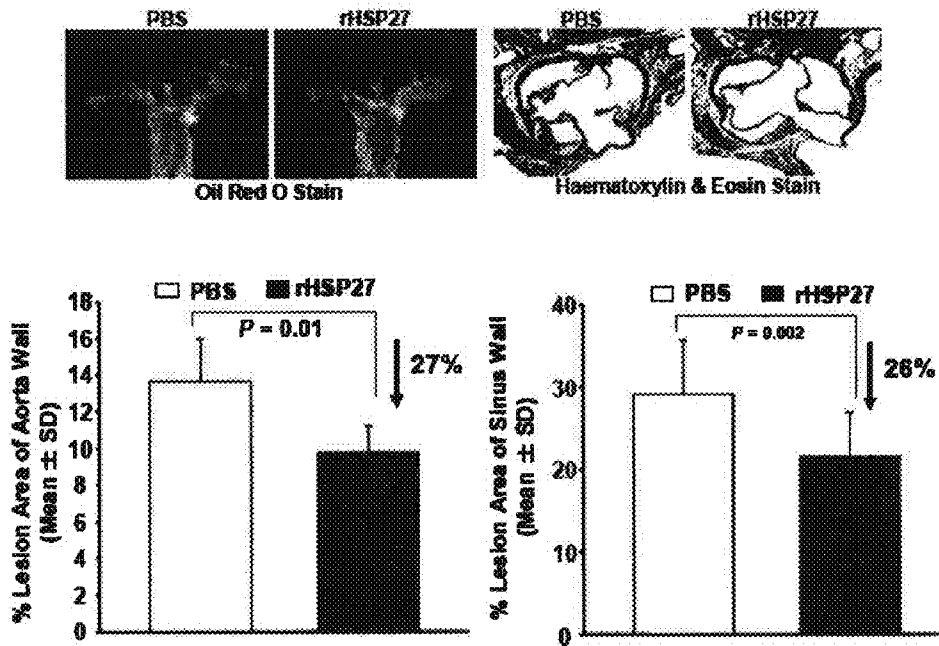 PBS rHSP27 PBS rHSP27
Oil Red O Stain Haematoxylin & Eosin Stain
PBS rHSP27
% Lesion Area of Aorta Wall
(Mean ± SD)
18
16
14
12
10
8
6
4
2
0
P = 0.01
27%
PBS rHSP27
% Lesion Area of Sinus Wall
(Mean ± SD)
40
30
20
10
0
P = 0.002
26%